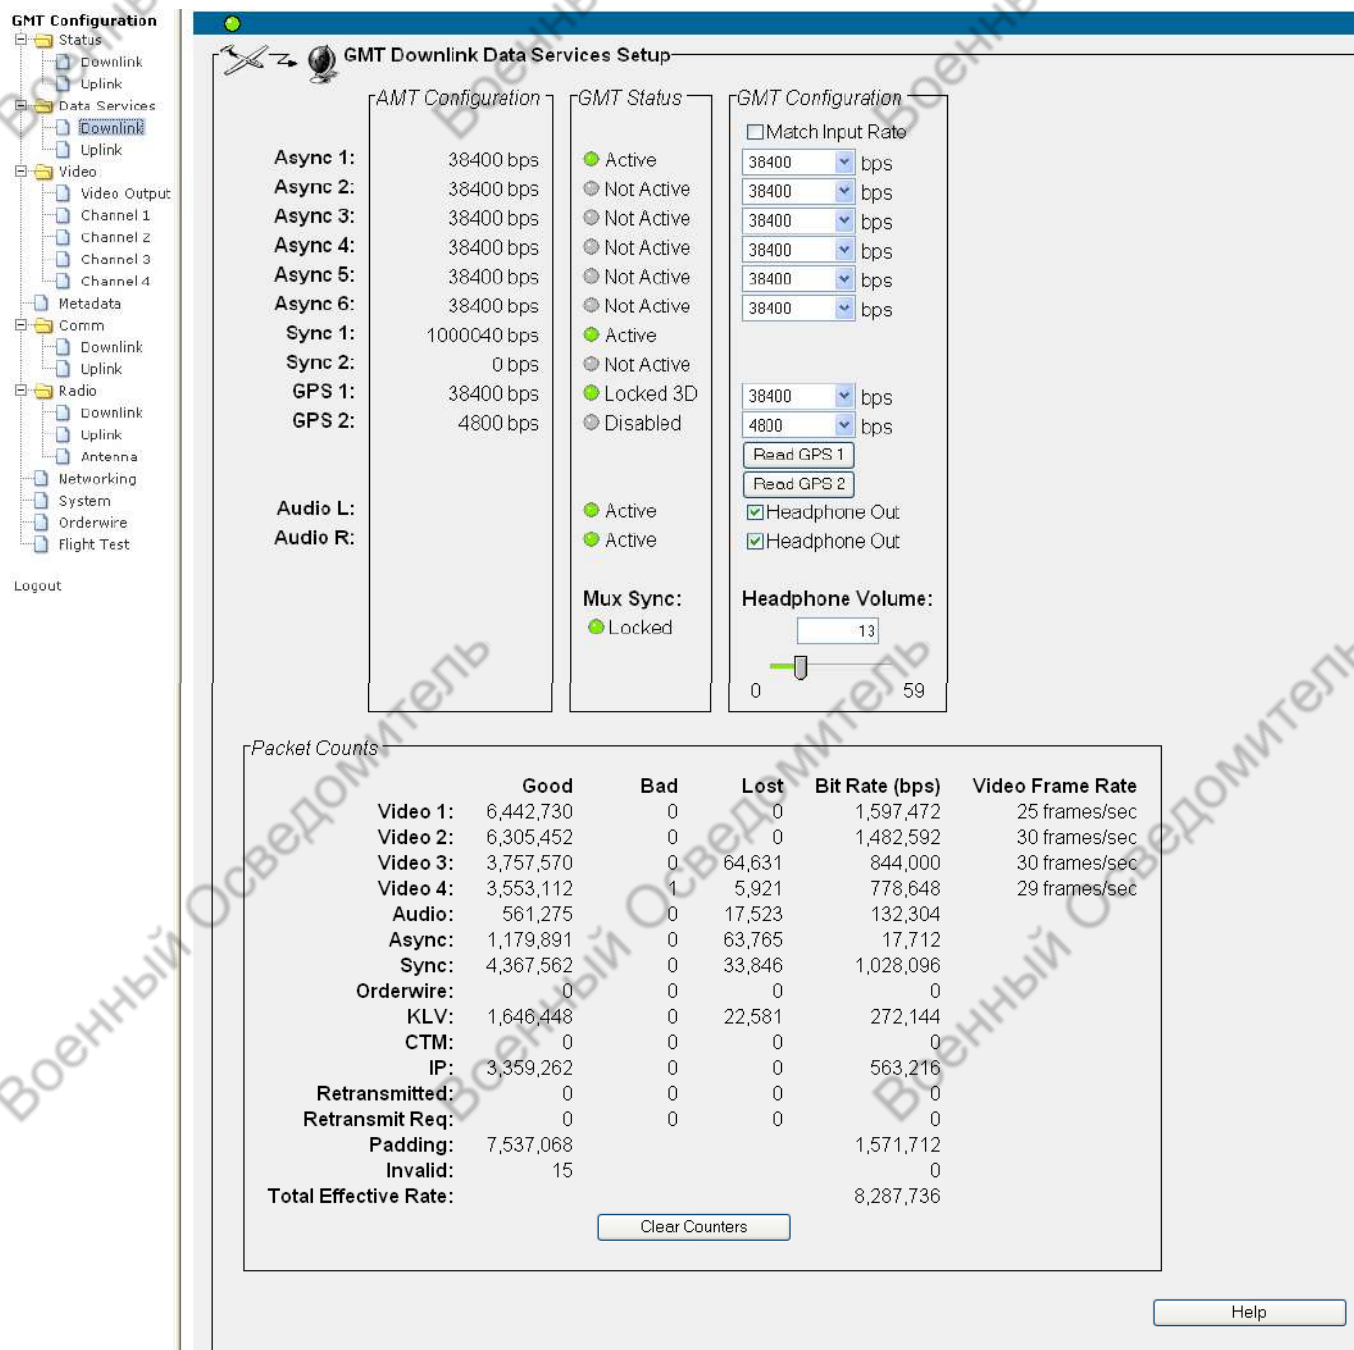 GMT Configuration
Status
Downlink
Uplink
Data Services
Downlink
Uplink
Video
Video Output
Channel 1
Channel 2
Channel 3
Channel 4
Metadata
Comm
Downlink
Uplink
Radio
Downlink
Uplink
Antenna
Networking
System
Orderwire
Flight Test
Logout
GMT Downlink Data Services Setup
AMT Configuration GMT Status GMT Configuration
Match Input Rate
Async 1: 38400 bps Active 38400 bps
Async 2: 38400 bps Not Active 38400 bps
Async 3: 38400 bps Not Active 38400 bps
Async 4: 38400 bps Not Active 38400 bps
Async 5: 38400 bps Not Active 38400 bps
Async 6: 38400 bps Not Active 38400 bps
Sync 1: 1000040 bps Active
Sync 2: 0 bps Not Active
GPS 1: 38400 bps Locked 3D 38400 bps
GPS 2: 4800 bps Disabled 4800 bps
Read GPS 1
Read GPS 2
Audio L: Active Headphone Out
Audio R: Active Headphone Out
Mux Sync: Headphone Volume:
Locked 13
0 59
Packet Counts
Good Bad Lost Bit Rate (bps) Video Frame Rate
Video 1: 6,442,730 0 0 1,597,472 25 frames/sec
Video 2: 6,305,452 0 0 1,482,592 30 frames/sec
Video 3: 3,757,570 0 64,631 844,000 30 frames/sec
Video 4: 3,553,112 1 5,921 778,648 29 frames/sec
Audio: 561,275 0 17,523 132,304
Async: 1,179,891 0 63,765 17,712
Sync: 4,367,562 0 33,846 1,028,096
Orderwire: 0 0 0 0
KLV: 1,646,448 0 22,581 272,144
CTM: 0 0 0 0
IP: 3,359,262 0 0 563,216
Retransmitted: 0 0 0 0
Retransmit Req: 0 0 0 0
Padding: 7,537,068 1,571,712
Invalid: 15 0
Total Effective Rate: 8,287,736
Clear Counters
Help
Военный Осведомитель
Военный Осведомитель
Военный Осведомитель